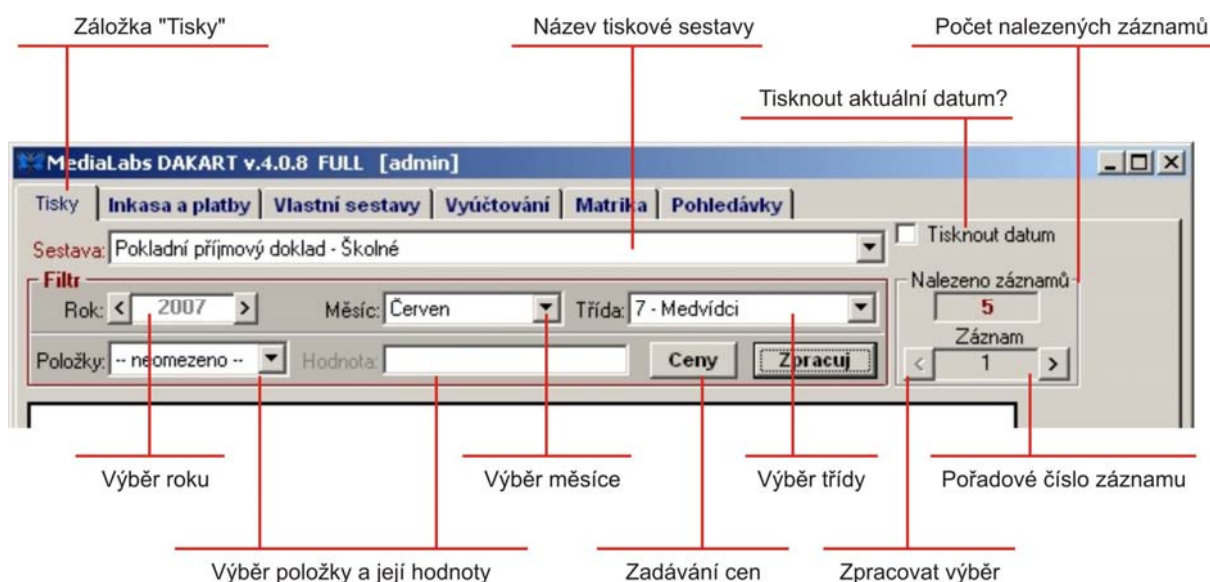 Záložka "Tisky" Název tiskové sestavy Počet nalezených záznamů
Tisknout aktuální datum?
MediaLabs DAKART v.4.0.8 FULL [admin]
Tisky Inkasa a platby Vlastní sestavy Vyúčtování Matrika Pohledávky
Sestava: Pokladní příjmový doklad - Školné Tisknout datum
Filtr Nalezeno záznamů
Rok: < 2007 > Měsíc: Červen Třída: 7 - Medvídci 5
Záznam
Položky: -- neomezeno -- Hodnota: Ceny Zpracuj < 1 >
Výběr roku Výběr měsíce Výběr třídy Pořadové číslo záznamu
Výběr položky a její hodnoty Zadávání cen Zpracovat výběr